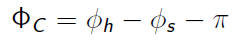 Φ_C = ϕ_h − ϕ_s − π